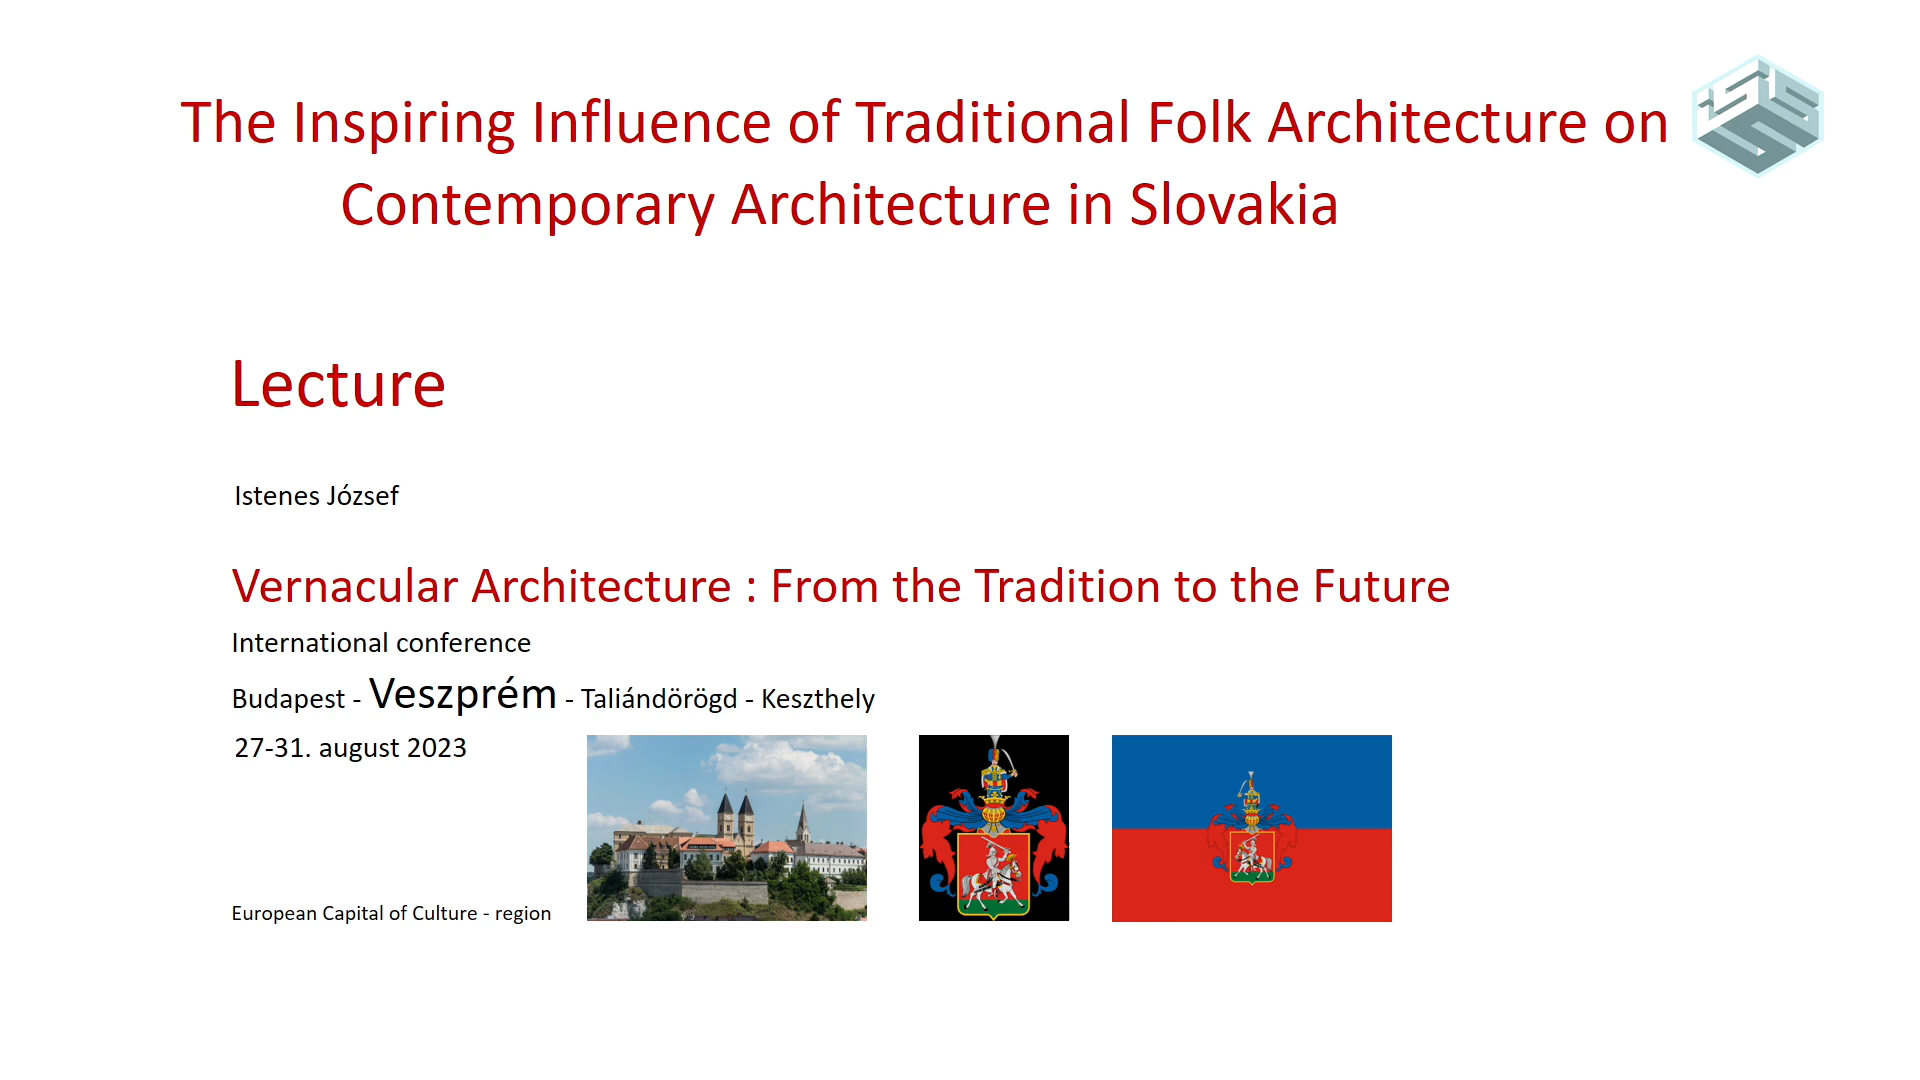 The Inspiring Influence of Traditional Folk Architecture on
Contemporary Architecture in Slovakia
Lecture
Istenes József
Vernacular Architecture : From the Tradition to the Future
International conference
Budapest - Veszprém - Taliándörögd - Keszthely
27-31. august 2023
European Capital of Culture - region